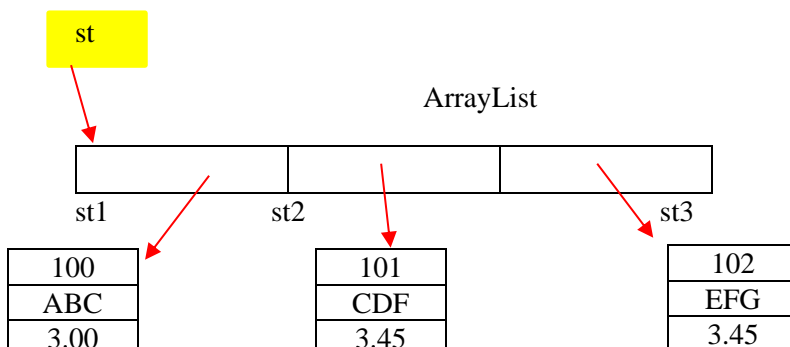 st
ArrayList
st1 st2 st3
100 101 102
ABC CDF EFG
3.00 3.45 3.45